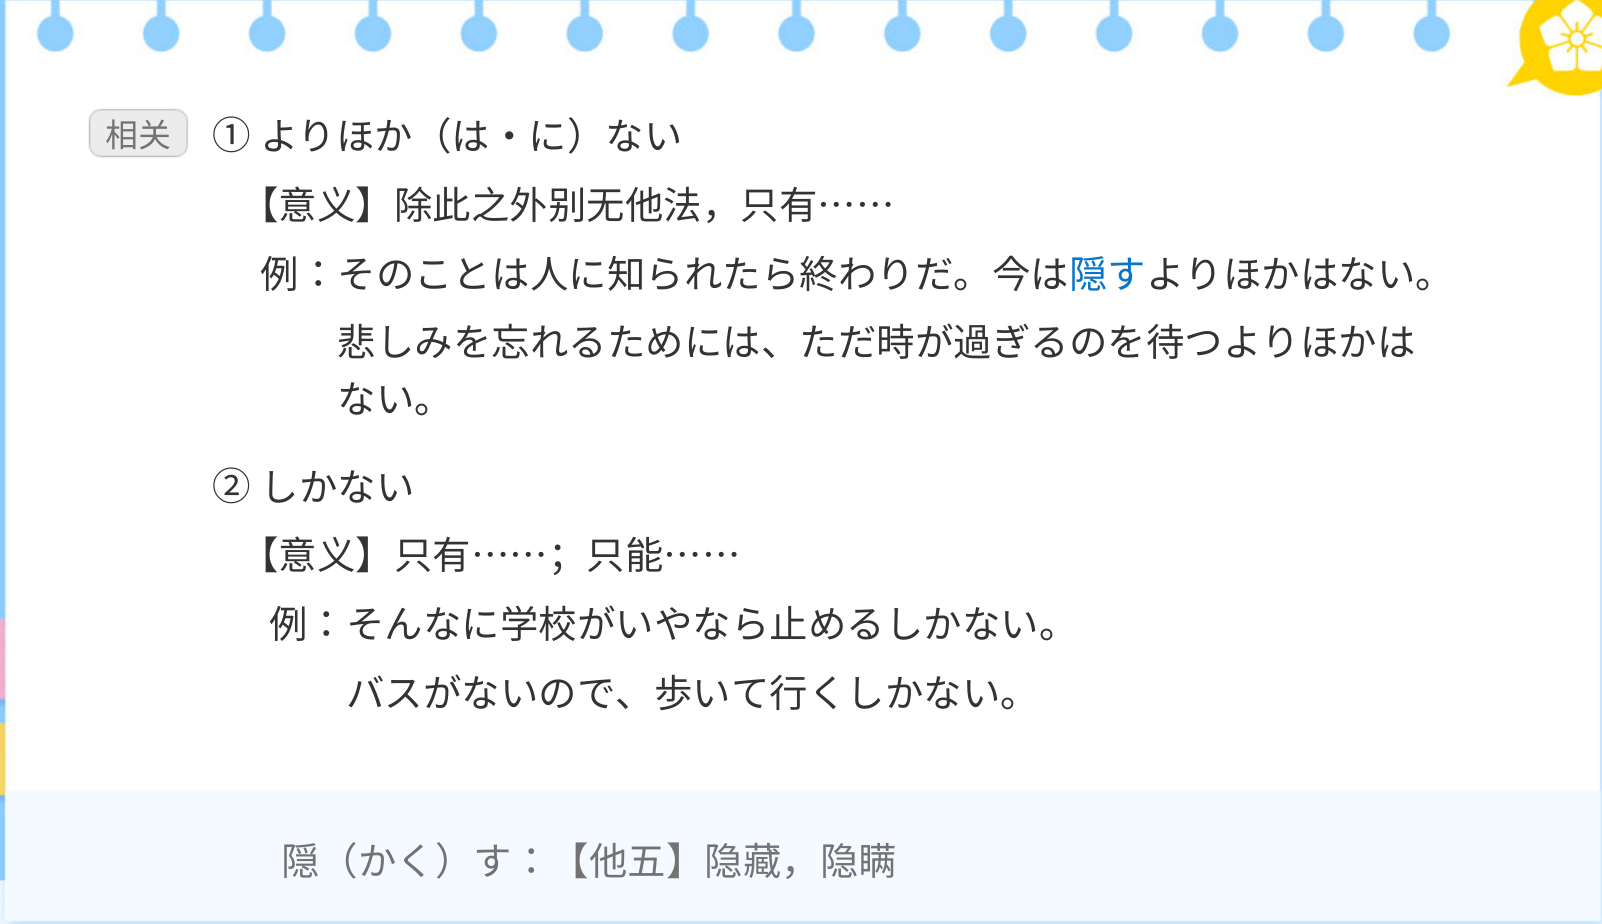 相关 ① よりほか（は・に）ない
【意义】除此之外别无他法，只有……
例：そのことは人に知られたら終わりだ。今は隠すよりほかはない。
悲しみを忘れるためには、ただ時が過ぎるのを待つよりほかは
ない。
② しかない
【意义】只有……；只能……
例：そんなに学校がいやなら止めるしかない。
バスがないので、歩いて行くしかない。
隠（かく）す：【他五】隐藏，隐瞒